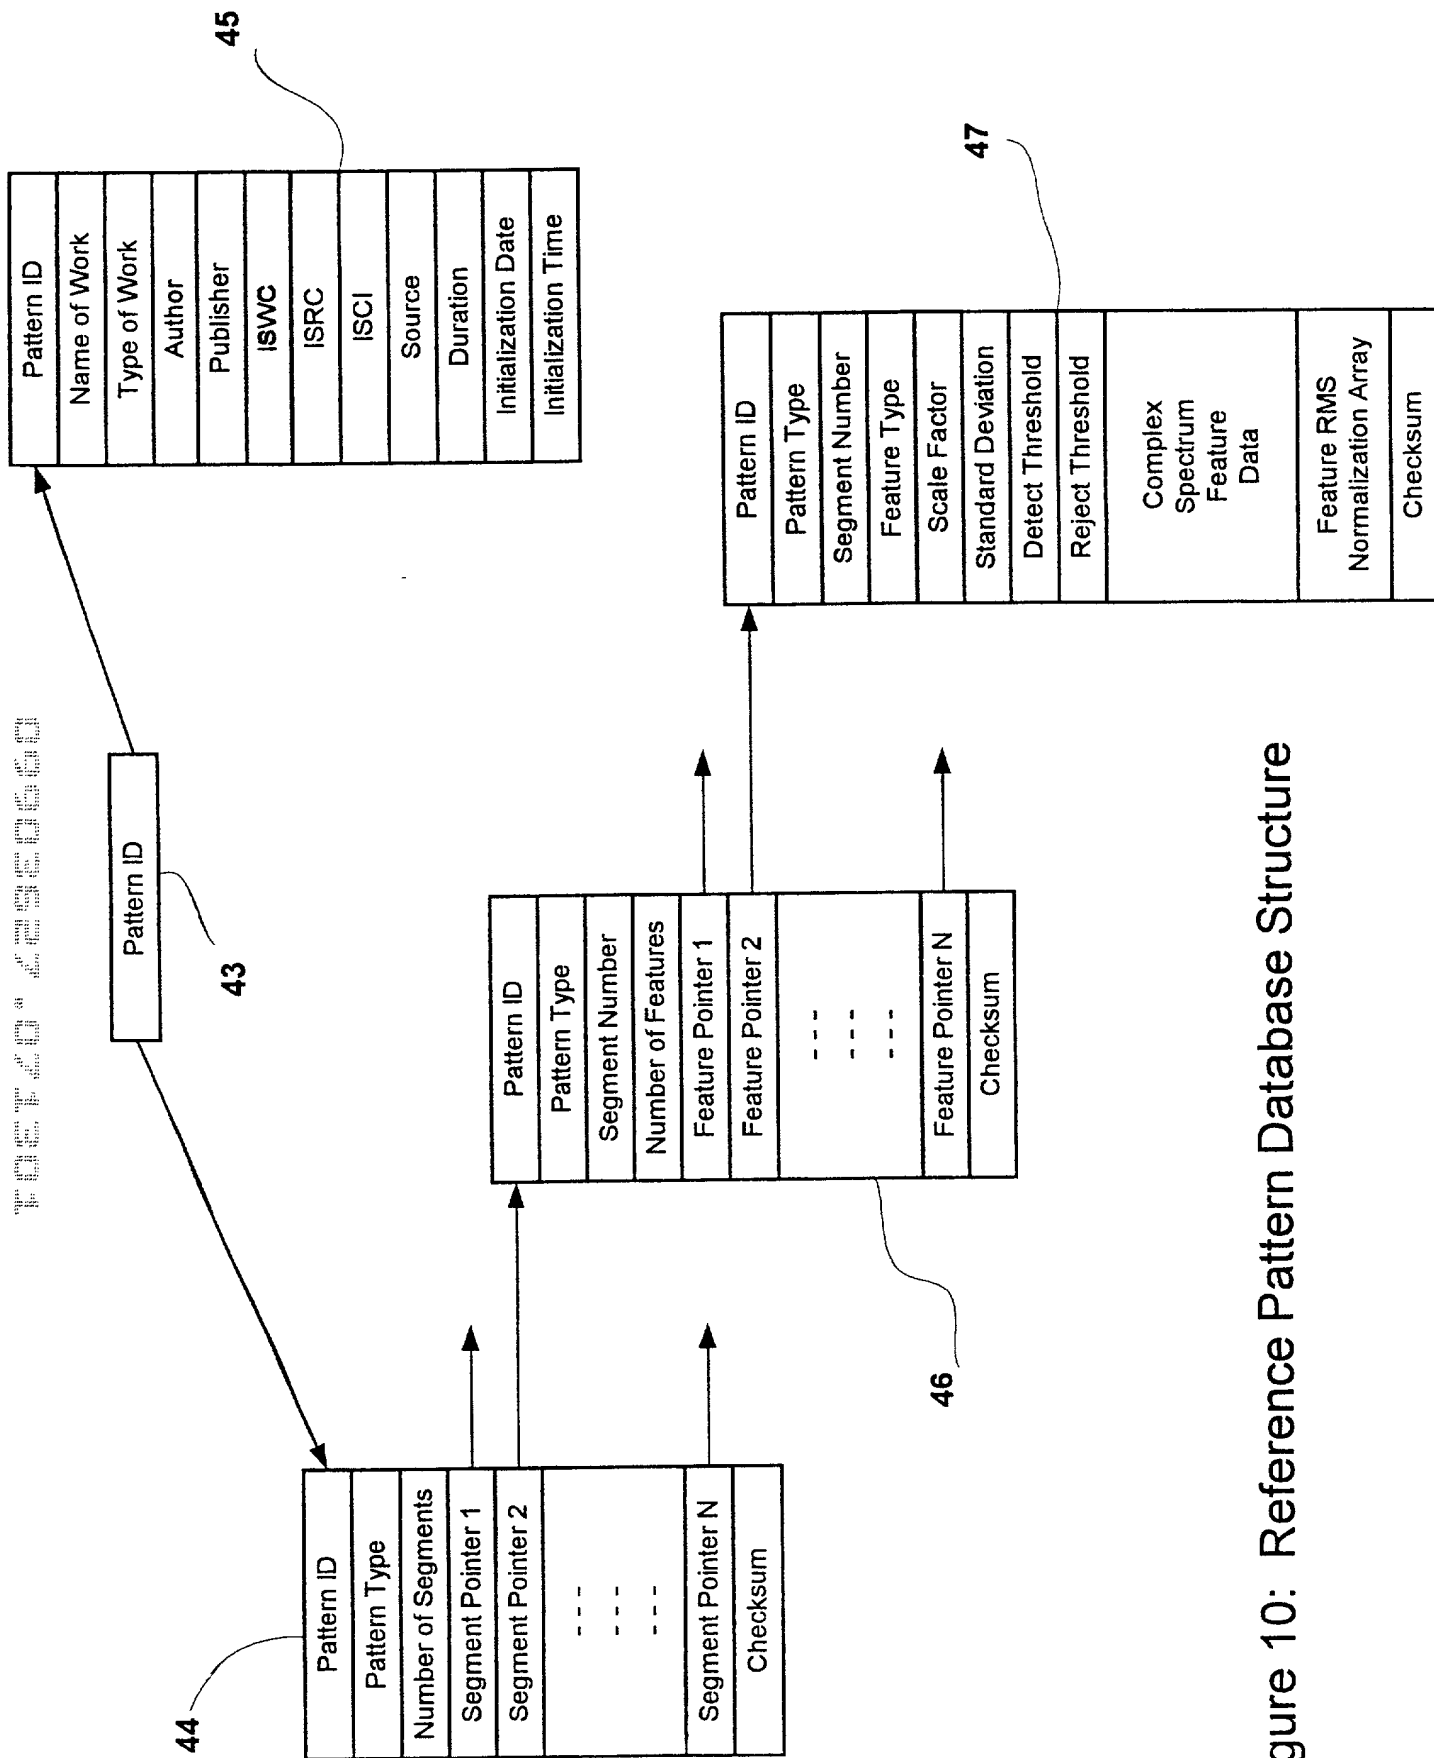 Pattern ID
43
45
Pattern ID
Name of Work
Type of Work
Author
Publisher
ISWC
ISRC
ISCI
Source
Duration
Initialization Date
Initialization Time
44
Pattern ID
Pattern Type
Number of Segments
Segment Pointer 1
Segment Pointer 2
- - -
- - -
- - -
Segment Pointer N
Checksum
Pattern ID
Pattern Type
Segment Number
Number of Features
Feature Pointer 1
Feature Pointer 2
- - -
- - -
- - -
Feature Pointer N
Checksum
46
47
Pattern ID
Pattern Type
Segment Number
Feature Type
Scale Factor
Standard Deviation
Detect Threshold
Reject Threshold
Complex
Spectrum
Feature
Data
Feature RMS
Normalization Array
Checksum
gure 10: Reference Pattern Database Structure